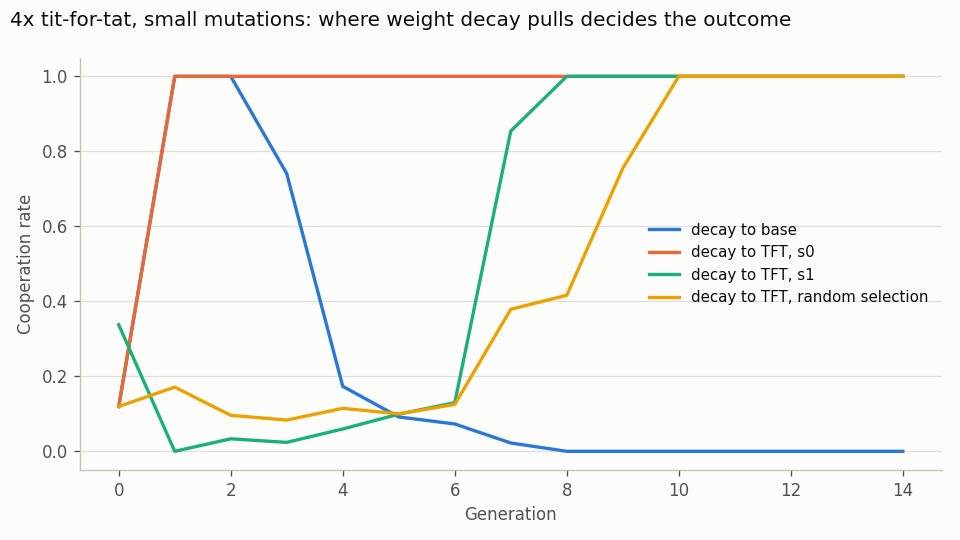 4x tit-for-tat, small mutations: where weight decay pulls decides the outcome
Cooperation rate
1.0
0.8
0.6
0.4
0.2
0.0
decay to base
decay to TFT, s0
decay to TFT, s1
decay to TFT, random selection
0 2 4 6 8 10 12 14
Generation